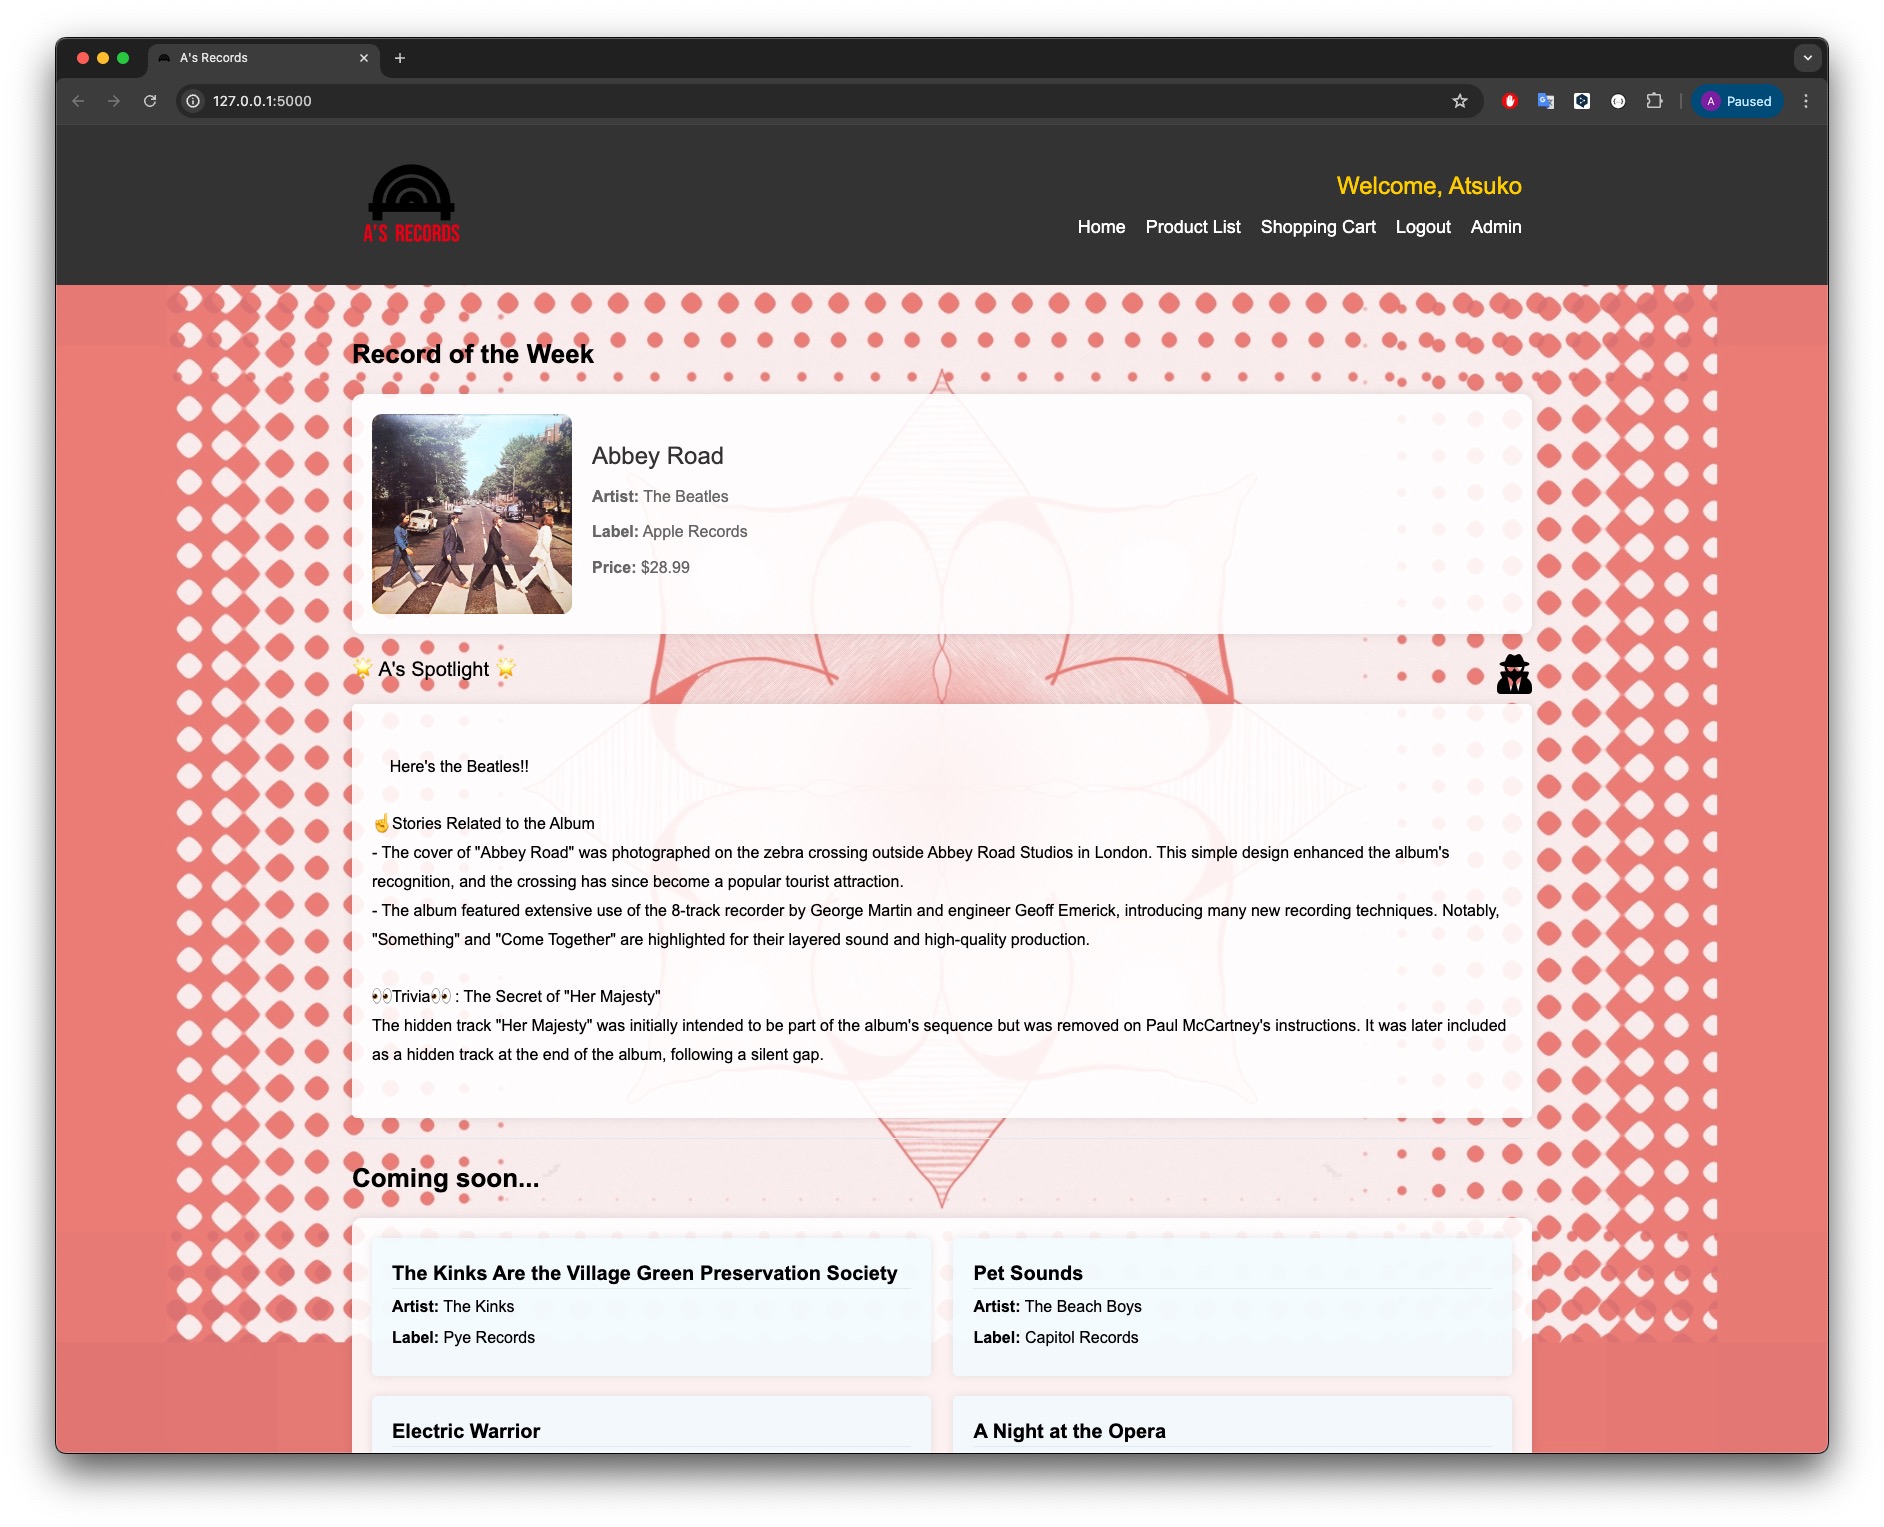 A's Records
127.0.0.1:5000
A Paused
A'S RECORDS
Welcome, Atsuko
Home Product List Shopping Cart Logout Admin
Record of the Week
Abbey Road
Artist: The Beatles
Label: Apple Records
Price: $28.99
🌟 A's Spotlight 🌟
Here's the Beatles!!
☝️Stories Related to the Album
- The cover of "Abbey Road" was photographed on the zebra crossing outside Abbey Road Studios in London. This simple design enhanced the album's
recognition, and the crossing has since become a popular tourist attraction.
- The album featured extensive use of the 8-track recorder by George Martin and engineer Geoff Emerick, introducing many new recording techniques. Notably,
"Something" and "Come Together" are highlighted for their layered sound and high-quality production.
👀Trivia👀 : The Secret of "Her Majesty"
The hidden track "Her Majesty" was initially intended to be part of the album's sequence but was removed on Paul McCartney's instructions. It was later included
as a hidden track at the end of the album, following a silent gap.
Coming soon...
The Kinks Are the Village Green Preservation Society
Artist: The Kinks
Label: Pye Records
Pet Sounds
Artist: The Beach Boys
Label: Capitol Records
Electric Warrior
A Night at the Opera